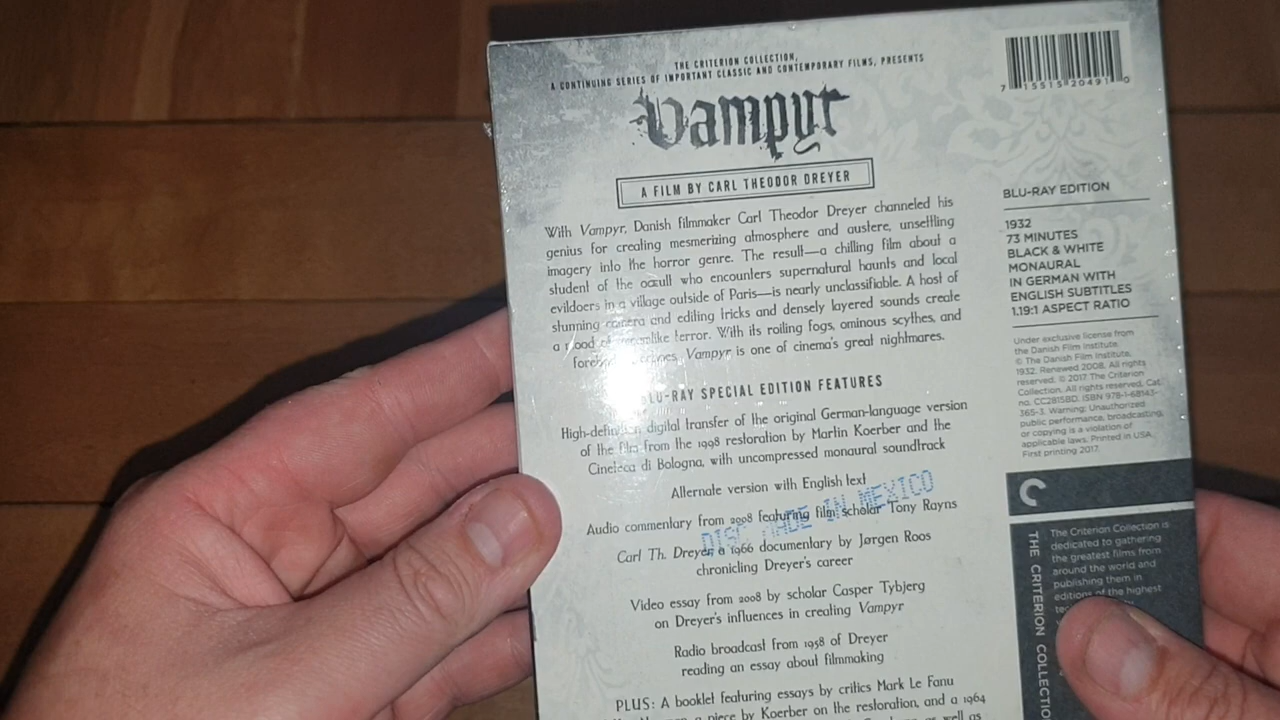 THE CRITERION COLLECTION,
A CONTINUING SERIES OF IMPORTANT CLASSIC AND CONTEMPORARY FILMS, PRESENTS
Vampyr
A FILM BY CARL THEODOR DREYER
With Vampyr, Danish filmmaker Carl Theodor Dreyer channeled his
genius for creating mesmerizing atmosphere and austere, unsettling
imagery into the horror genre. The result—a chilling film about a
student of the occult who encounters supernatural haunts and local
evildoers in a village outside of Paris—is nearly unclassifiable. A host of
stunning camera and editing tricks and densely layered sounds create
a mood of dreamlike terror. With its roiling fogs, ominous scythes, and
Vampyr is one of cinema's great nightmares.
BLU-RAY SPECIAL EDITION FEATURES
High-definition digital transfer of the original German-language version
of the film from the 1998 restoration by Martin Koerber and the
Cineteca di Bologna, with uncompressed monaural soundtrack
Alternate version with English text
Audio commentary from 2008 featuring film scholar Tony Rayns
DISC MADE IN MEXICO
Carl Th. Dreyer, a 1966 documentary by Jørgen Roos
chronicling Dreyer's career
Video essay from 2008 by scholar Casper Tybjerg
on Dreyer's influences in creating Vampyr
Radio broadcast from 1958 of Dreyer
reading an essay about filmmaking
PLUS: A booklet featuring essays by critics Mark Le Fanu
a piece by Koerber on the restoration, and a 1964
as well as
7 15515 20491 0
BLU-RAY EDITION
1932
73 MINUTES
BLACK & WHITE
MONAURAL
IN GERMAN WITH
ENGLISH SUBTITLES
1.19:1 ASPECT RATIO
Under exclusive license from
the Danish Film Institute.
© The Danish Film Institute,
1932. Renewed 2008. All rights
reserved. © 2017 The Criterion
Collection. All rights reserved. Cat.
no. CC2815BD. ISBN 978-1-68143-
365-3. Warning: Unauthorized
public performance, broadcasting,
or copying is a violation of
applicable laws. Printed in USA.
First printing 2017.
THE CRITERION COLLECTIO
The Criterion Collection is
dedicated to gathering
the greatest films from
around the world and
publishing them in
editions of the highest